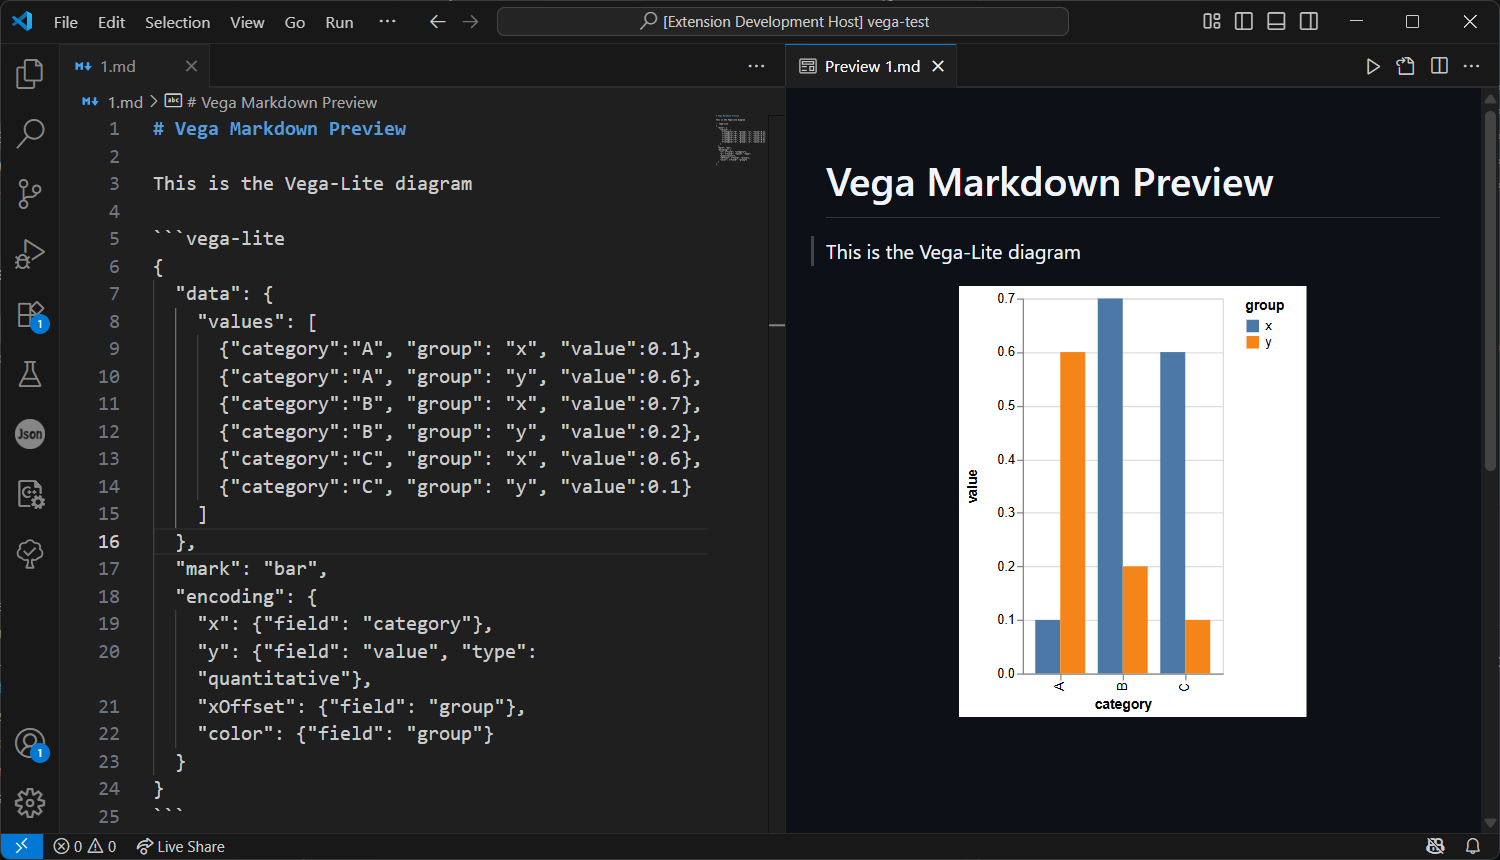 File Edit Selection View Go Run ··· [Extension Development Host] vega-test
1.md
Preview 1.md
1.md > # Vega Markdown Preview
1 # Vega Markdown Preview
2
3 This is the Vega-Lite diagram
4
5 ```vega-lite
6 {
7 "data": {
8 "values": [
9 {"category":"A", "group": "x", "value":0.1},
10 {"category":"A", "group": "y", "value":0.6},
11 {"category":"B", "group": "x", "value":0.7},
12 {"category":"B", "group": "y", "value":0.2},
13 {"category":"C", "group": "x", "value":0.6},
14 {"category":"C", "group": "y", "value":0.1}
15 ]
16 },
17 "mark": "bar",
18 "encoding": {
19 "x": {"field": "category"},
20 "y": {"field": "value", "type":
"quantitative"},
21 "xOffset": {"field": "group"},
22 "color": {"field": "group"}
23 }
24 }
25 ```
Json
1
1
Vega Markdown Preview
This is the Vega-Lite diagram
group
x
y
value
0.7
0.6
0.5
0.4
0.3
0.2
0.1
0.0
A B C
category
0 0 Live Share